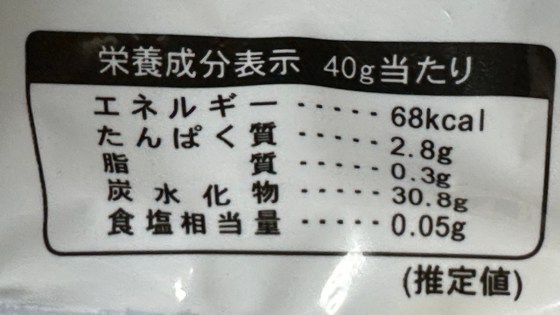 栄養成分表示 40g当たり
エネルギー ----- 68kcal
たんぱく質 ----- 2.8g
脂質 ----- 0.3g
炭水化物 ----- 30.8g
食塩相当量 ----- 0.05g
(推定値)